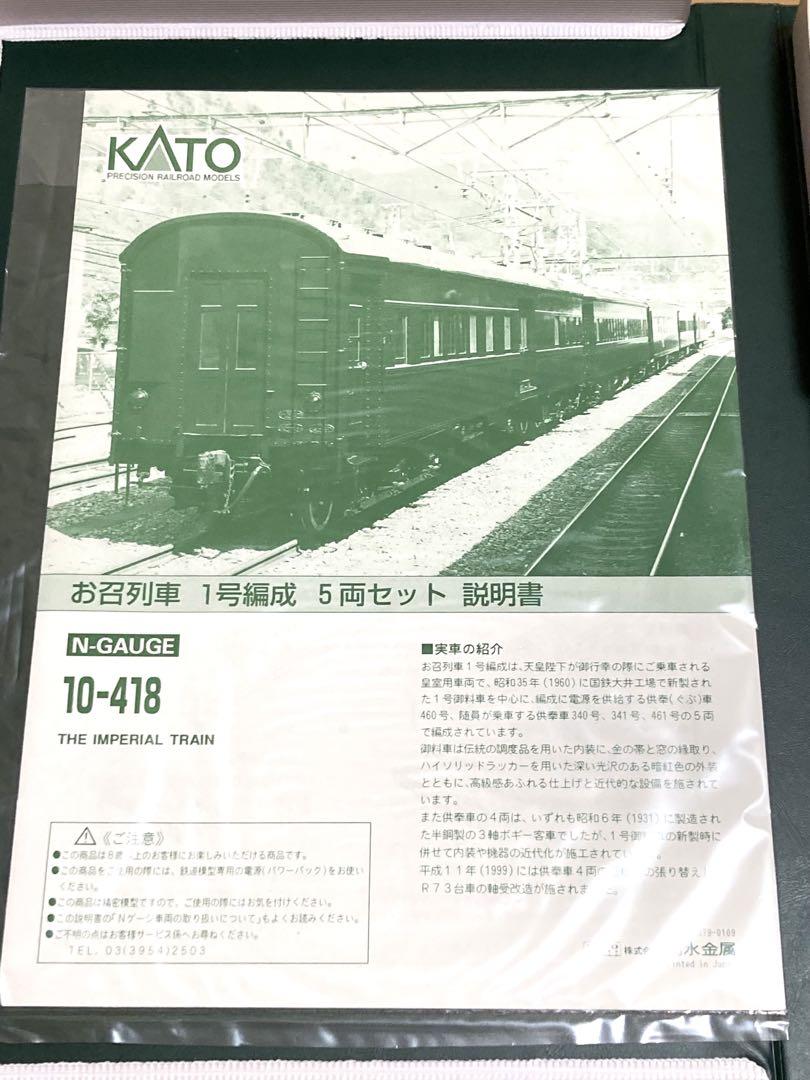 KATO
PRECISION RAILROAD MODELS
お召列車 1号編成 5両セット 説明書
N-GAUGE
10-418
THE IMPERIAL TRAIN
■実車の紹介
お召列車1号編成は、天皇陛下が御行幸の際にご乗車される
皇室用車両で、昭和35年(1960)に国鉄大井工場で新製され
た1号御料車を中心に、編成に電源を供給する供奉(ぐぶ)車
460号、随員が乗車する供奉車340号、341号、461号の5両
で編成されています。
御料車は伝統の調度品を用いた内装に、金の帯と窓の縁取り、
ハイソリッドラッカーを用いた深い光沢のある暗紅色の外装
とともに、高級感あふれる仕上げと近代的な設備を施されて
います。
また供奉車の4両は、いずれも昭和6年(1931)に製造され
た半鋼製の3軸ボギー客車でしたが、1号御 の新製時に
併せて内装や機器の近代化が施工されて
平成11年(1999)には供奉車4両の の張り替え
R73台車の軸受改造が施されま
《ご注意》
●この商品は8歳 上のお客様にお楽しみいただける商品です。
●この商品をご 用の際には、鉄道模型専用の電源(パワーパック)をお使い
ください。
●この商品は精密模型ですので、ご使用の際にはお気を付けください。
●この説明書の「Nゲージ車両の取り扱いについて」もよくお読みください。
●ご不明の点はお客様サービス係へお尋ねください。
TEL. 03(3954)2503
-0109
株式会 水金属
inted in Ja